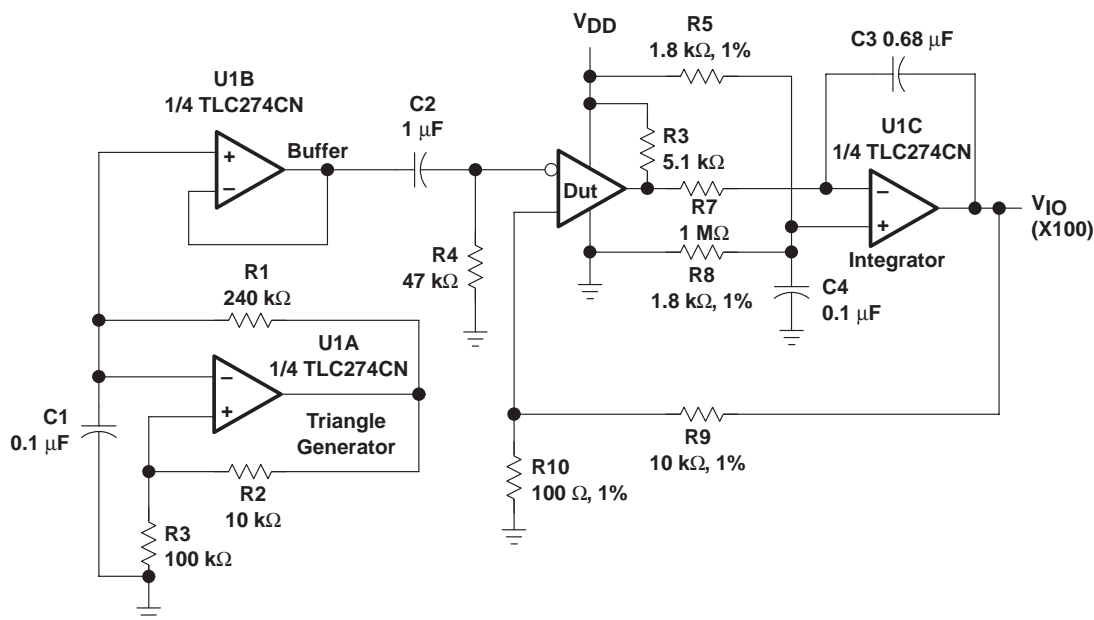 VDD
R5
1.8 kΩ, 1%
C3 0.68 μF
U1B
1/4 TLC274CN
C2
1 μF
Buffer
+
−
R3
5.1 kΩ
U1C
1/4 TLC274CN
Dut
R7
1 MΩ
−
+
VIO
(X100)
R4
47 kΩ
R8
1.8 kΩ, 1%
Integrator
C4
0.1 μF
R1
240 kΩ
U1A
1/4 TLC274CN
−
+
C1
0.1 μF
Triangle
Generator
R9
10 kΩ, 1%
R2
10 kΩ
R10
100 Ω, 1%
R3
100 kΩ